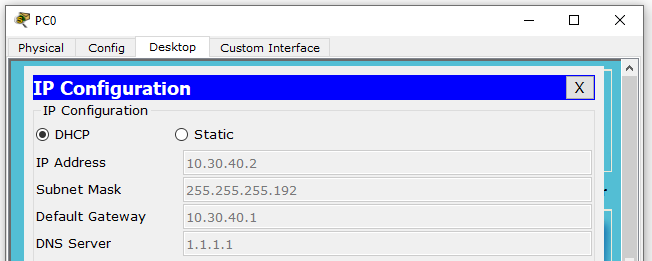 PC0
Physical Config Desktop Custom Interface
IP Configuration X
IP Configuration
DHCP Static
IP Address 10.30.40.2
Subnet Mask 255.255.255.192
Default Gateway 10.30.40.1
DNS Server 1.1.1.1